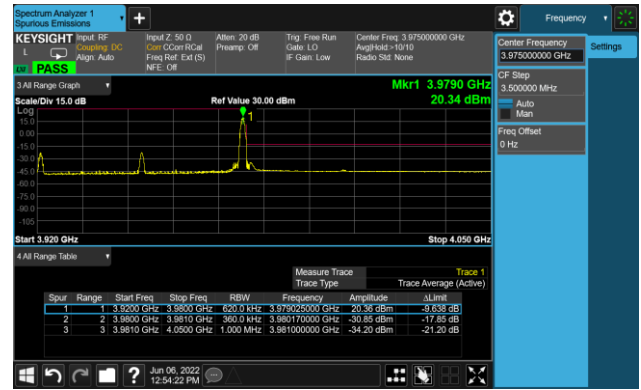 Spectrum Analyzer 1
Spurious Emissions
Frequency
KEYSIGHT
L
PASS
Input: RF
Coupling: DC
Align: Auto
Input Z: 50 Ω
Corr CCorr RCal
Freq Ref: Ext (S)
NFE: Off
Atten: 20 dB
Preamp: Off
Trig: Free Run
Gate: LO
IF Gain: Low
Center Freq: 3.975000000 GHz
Avg|Hold:>10/10
Radio Std: None
Center Frequency
3.975000000 GHz
Settings
CF Step
3.500000 MHz
Auto
Man
Freq Offset
0 Hz
3 All Range Graph
Mkr1 3.9790 GHz
20.34 dBm
Scale/Div 15.0 dB
Ref Value 30.00 dBm
Log
1
15.0
0.00
-15.0
-30.0
-45.0
-60.0
-75.0
-90.0
-105
Start 3.920 GHz
Stop 4.050 GHz
4 All Range Table
Measure Trace Trace 1
Trace Type Trace Average (Active)
Spur Range Start Freq Stop Freq RBW Frequency Amplitude ΔLimit
1 1 3.9200 GHz 3.9800 GHz 620.0 kHz 3.979025000 GHz 20.36 dBm -9.638 dB
2 2 3.9800 GHz 3.9810 GHz 360.0 kHz 3.980170000 GHz -30.85 dBm -17.85 dB
3 3 3.9810 GHz 4.0500 GHz 1.000 MHz 3.981000000 GHz -34.20 dBm -21.20 dB
Jun 06, 2022
12:54:22 PM